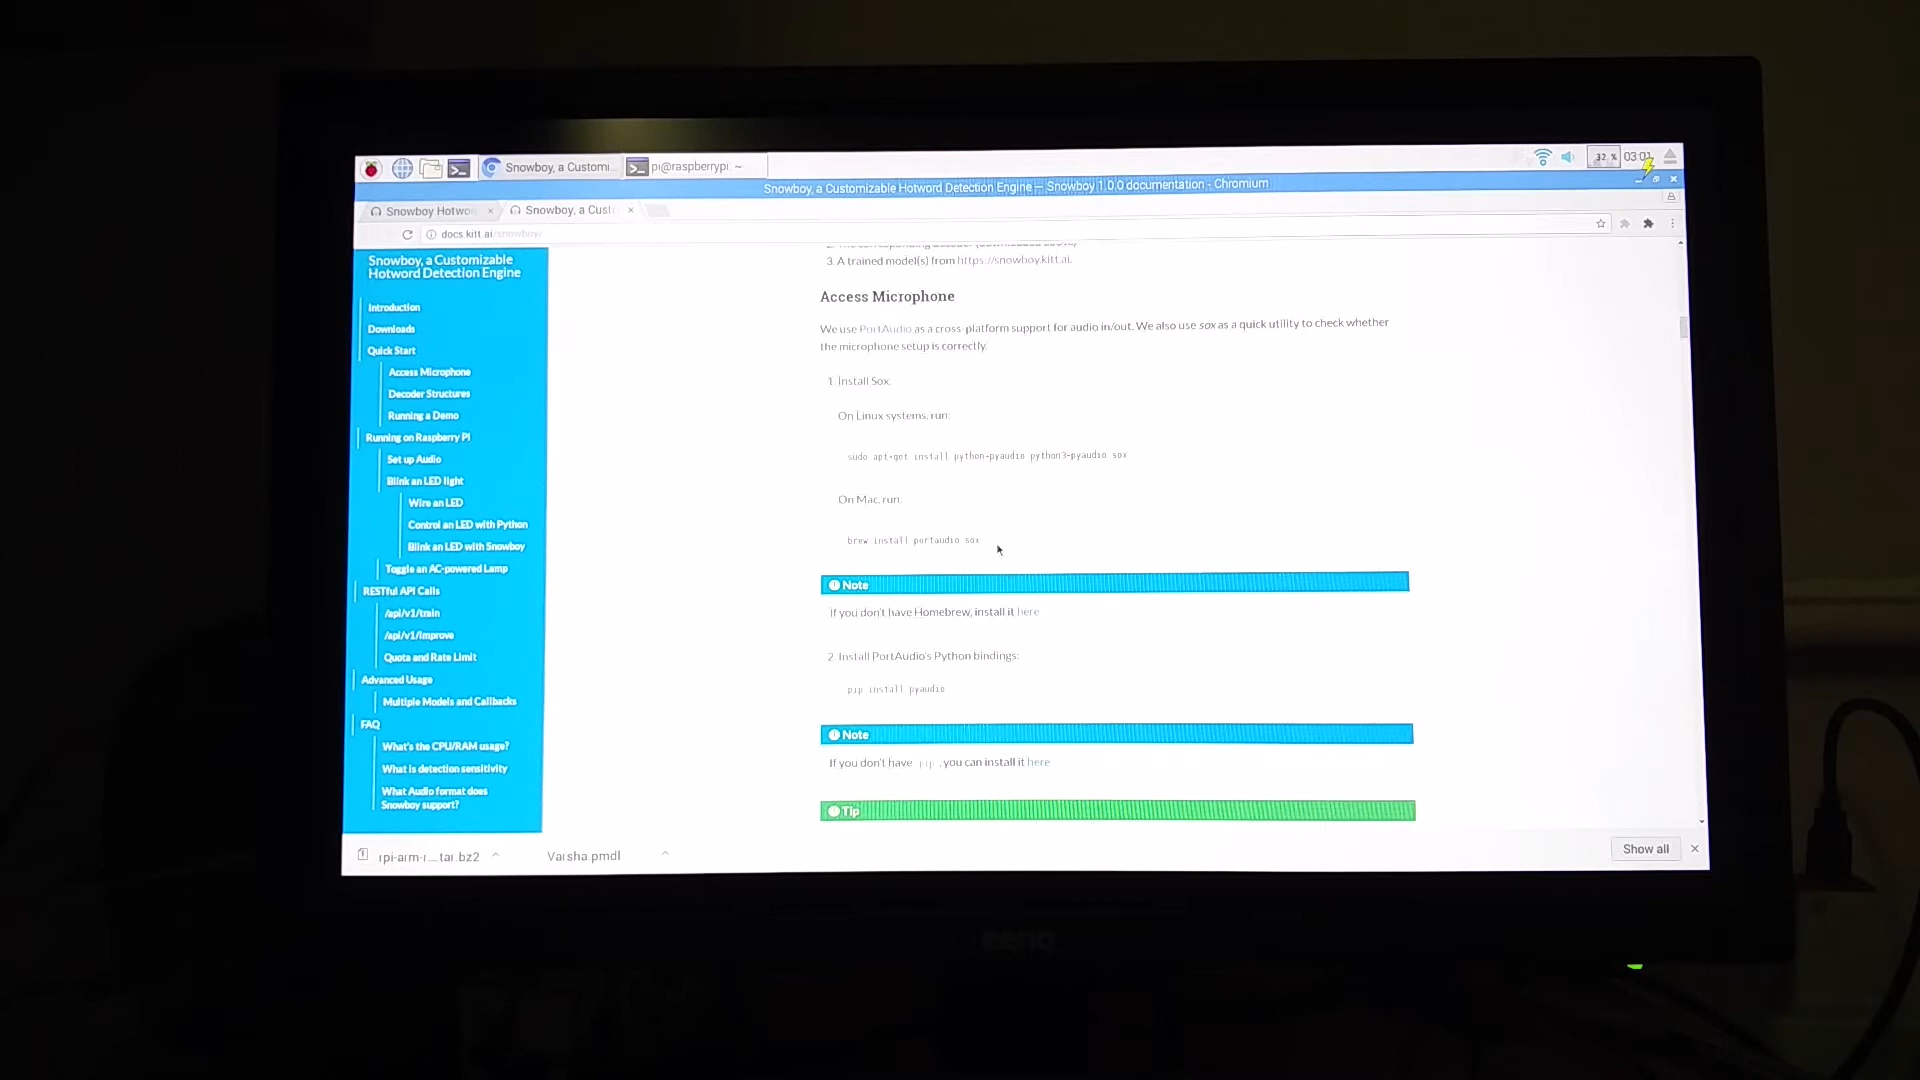 Snowboy, a Customi...
pi@raspberrypi: ~
32 %
03:01
Snowboy, a Customizable Hotword Detection Engine — Snowboy 1.0.0 documentation - Chromium
Snowboy Hotwor
Snowboy, a Cust
docs.kitt.ai/snowboy/
Snowboy, a Customizable
Hotword Detection Engine
Introduction
Downloads
Quick Start
Access Microphone
Decoder Structures
Running a Demo
Running on Raspberry Pi
Set up Audio
Blink an LED light
Wire an LED
Control an LED with Python
Blink an LED with Snowboy
Toggle an AC-powered Lamp
RESTful API Calls
/api/v1/train
/api/v1/improve
Quota and Rate Limit
Advanced Usage
Multiple Models and Callbacks
FAQ
What's the CPU/RAM usage?
What is detection sensitivity
What Audio format does
Snowboy support?
3. A trained model(s) from https://snowboy.kitt.ai.
Access Microphone
We use PortAudio as a cross-platform support for audio in/out. We also use sox as a quick utility to check whether
the microphone setup is correctly.
1. Install Sox.
On Linux systems, run:
sudo apt-get install python-pyaudio python3-pyaudio sox
On Mac, run:
brew install portaudio sox
Note
If you don't have Homebrew, install it here
2. Install PortAudio's Python bindings:
pip install pyaudio
Note
If you don't have pip, you can install it here
Tip
rpi-arm-r....tar.bz2
Varsha.pmdl
Show all
BenQ